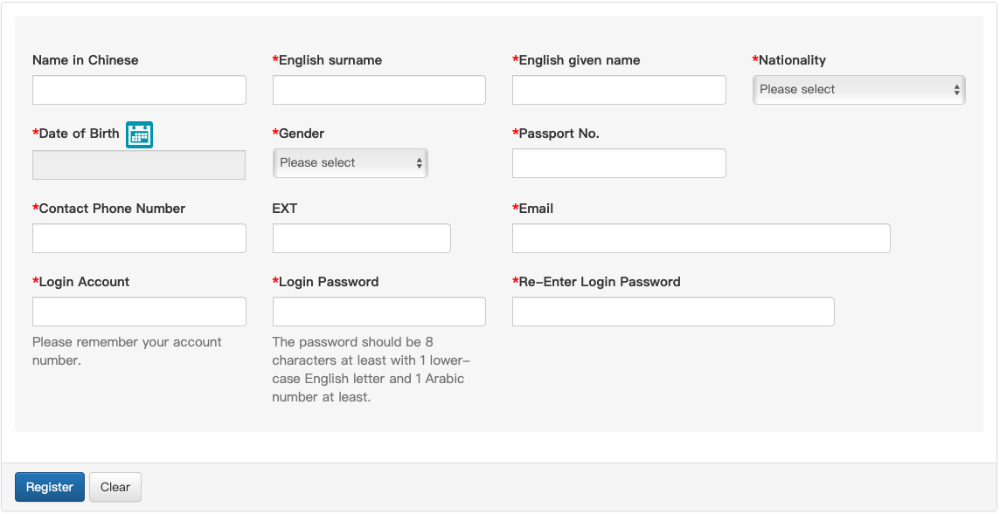 Name in Chinese
*English surname
*English given name
*Nationality
Please select
*Date of Birth
*Gender
Please select
*Passport No.
*Contact Phone Number
EXT
*Email
*Login Account
Please remember your account
number.
*Login Password
The password should be 8
characters at least with 1 lower-
case English letter and 1 Arabic
number at least.
*Re-Enter Login Password
Register
Clear